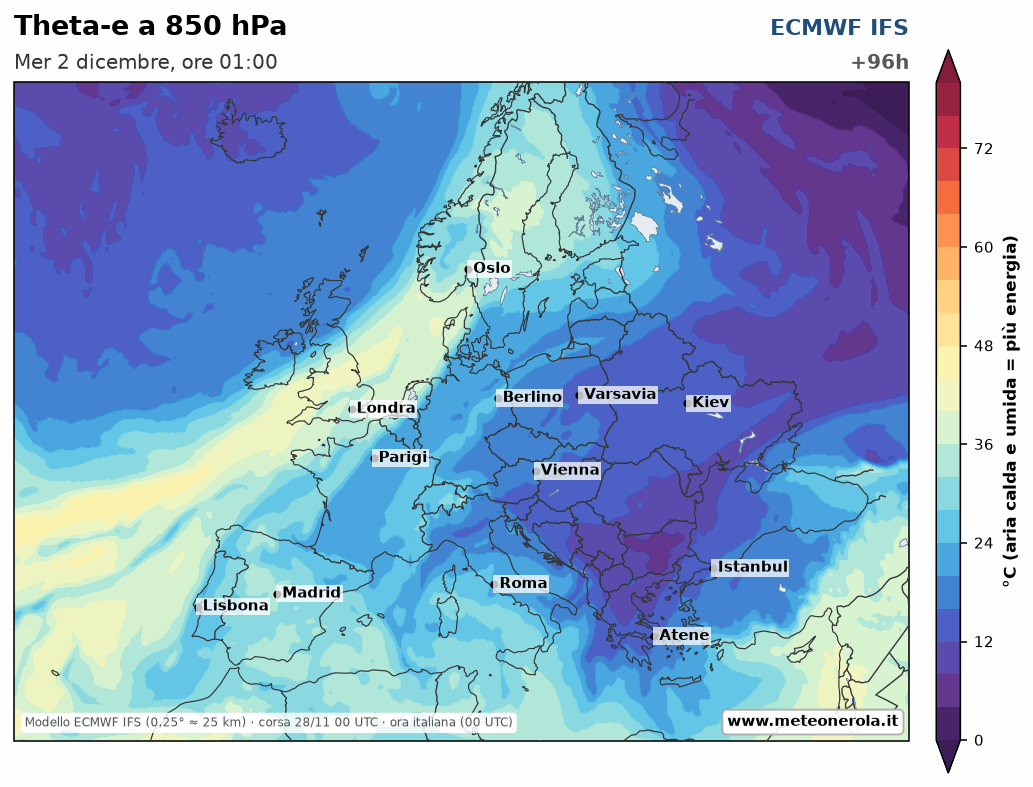 Theta-e a 850 hPa
ECMWF IFS
Mer 2 dicembre, ore 01:00
+96h
72
60
48
36
24
12
0
°C (aria calda e umida = più energia)
Oslo
Berlino
Varsavia
Kiev
Londra
Parigi
Vienna
Istanbul
Roma
Madrid
Lisbona
Atene
Modello ECMWF IFS (0,25° ≈ 25 km) · corsa 28/11 00 UTC · ora italiana (00 UTC)
www.meteonerola.it